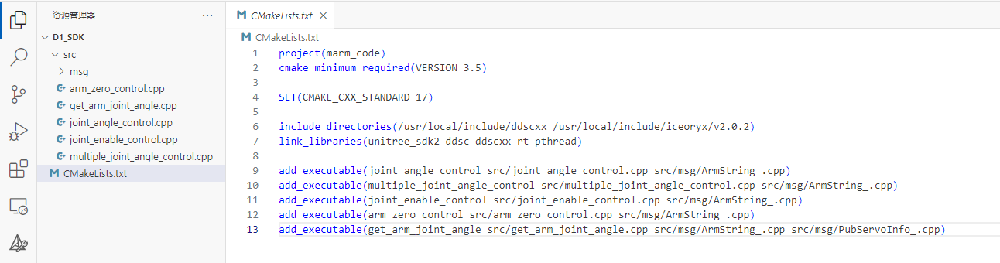 资源管理器
D1_SDK
src
msg
arm_zero_control.cpp
get_arm_joint_angle.cpp
joint_angle_control.cpp
joint_enable_control.cpp
multiple_joint_angle_control.cpp
CMakeLists.txt
CMakeLists.txt
CMakeLists.txt
1 project(marm_code)
2 cmake_minimum_required(VERSION 3.5)
3
4 SET(CMAKE_CXX_STANDARD 17)
5
6 include_directories(/usr/local/include/ddscxx /usr/local/include/iceoryx/v2.0.2)
7 link_libraries(unitree_sdk2 ddsc ddscxx rt pthread)
8
9 add_executable(joint_angle_control src/joint_angle_control.cpp src/msg/ArmString_.cpp)
10 add_executable(multiple_joint_angle_control src/multiple_joint_angle_control.cpp src/msg/ArmString_.cpp)
11 add_executable(joint_enable_control src/joint_enable_control.cpp src/msg/ArmString_.cpp)
12 add_executable(arm_zero_control src/arm_zero_control.cpp src/msg/ArmString_.cpp)
13 add_executable(get_arm_joint_angle src/get_arm_joint_angle.cpp src/msg/ArmString_.cpp src/msg/PubServoInfo_.cpp)